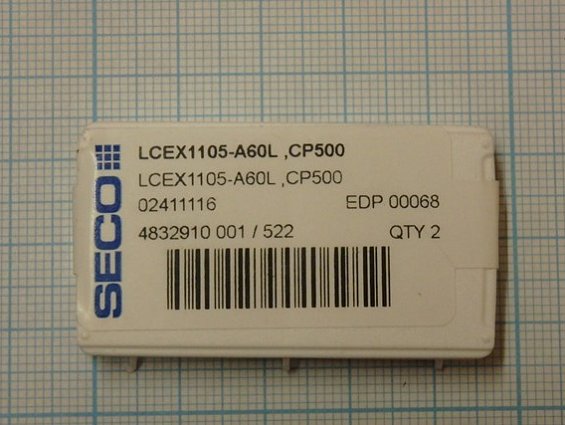 SECO
LCEX1105-A60L ,CP500
LCEX1105-A60L ,CP500
02411116 EDP 00068
4832910 001 / 522 QTY 2